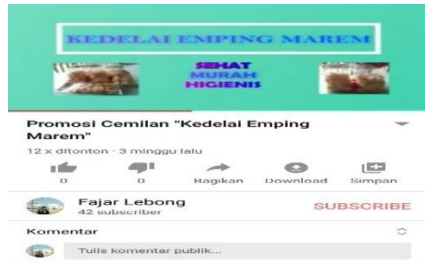 KEDELAI EMPING MAREM
SEHAT
MURAH
HIGIENIS
Promosi Cemilan "Kedelai Emping
Marem"
12 x ditonton · 3 minggu lalu
0 0 Bagikan Download Simpan
Fajar Lebong
42 subscriber
SUBSCRIBE
Komentar
Tulis komentar publik...